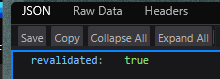 JSON Raw Data Headers
Save Copy Collapse All Expand All
revalidated: true